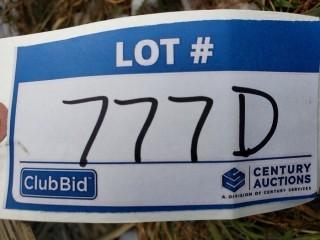 LOT #
777D
ClubBid
CENTURY
AUCTIONS
A DIVISION OF CENTURY SERVICES